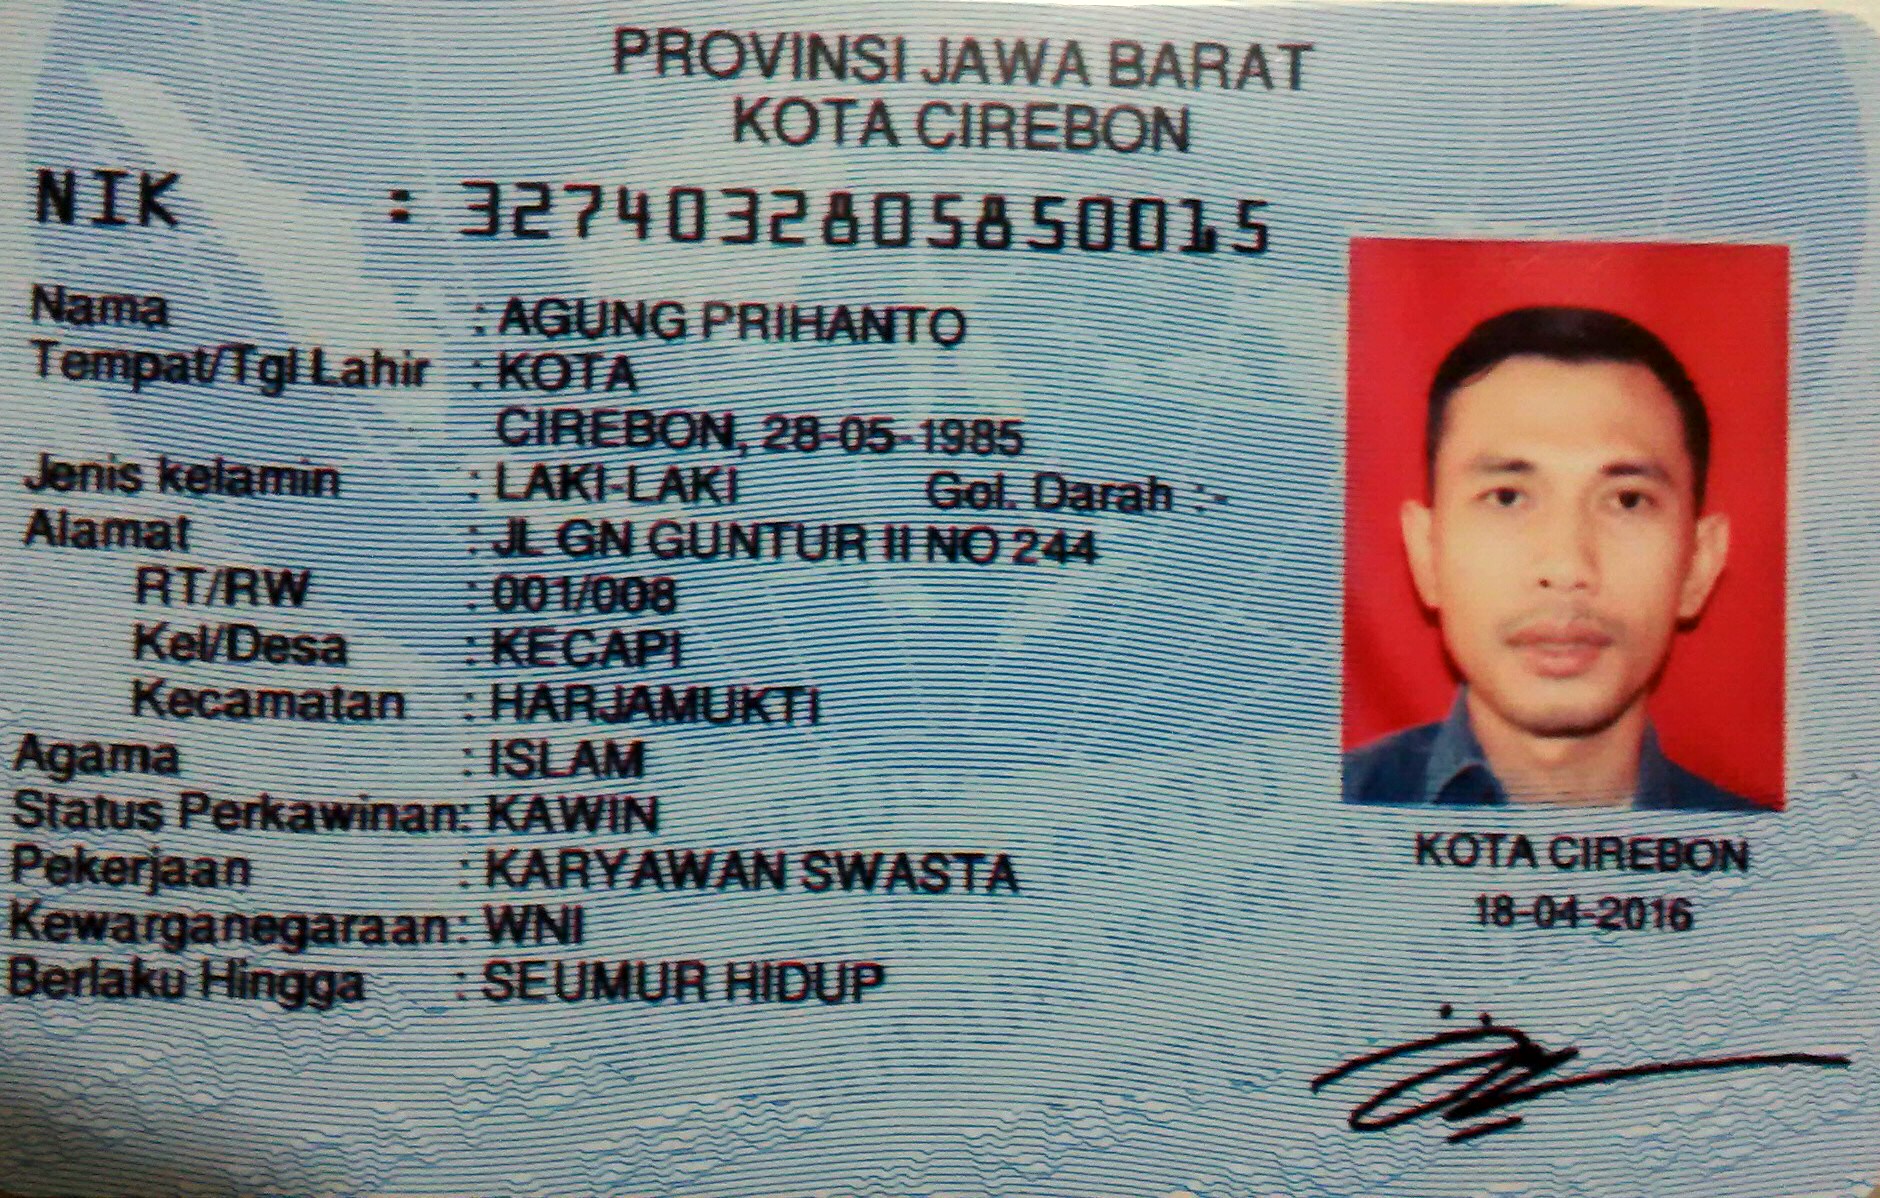 PROVINSI JAWA BARAT
KOTA CIREBON
NIK : 3274032805850015
Nama : AGUNG PRIHANTO
Tempat/Tgl Lahir : KOTA
CIREBON, 28-05-1985
Jenis kelamin : LAKI-LAKI Gol. Darah :-
Alamat : JL GN GUNTUR II NO 244
RT/RW : 001/008
Kel/Desa : KECAPI
Kecamatan : HARJAMUKTI
Agama : ISLAM
Status Perkawinan: KAWIN
Pekerjaan : KARYAWAN SWASTA
Kewarganegaraan: WNI
Berlaku Hingga : SEUMUR HIDUP
KOTA CIREBON
18-04-2016